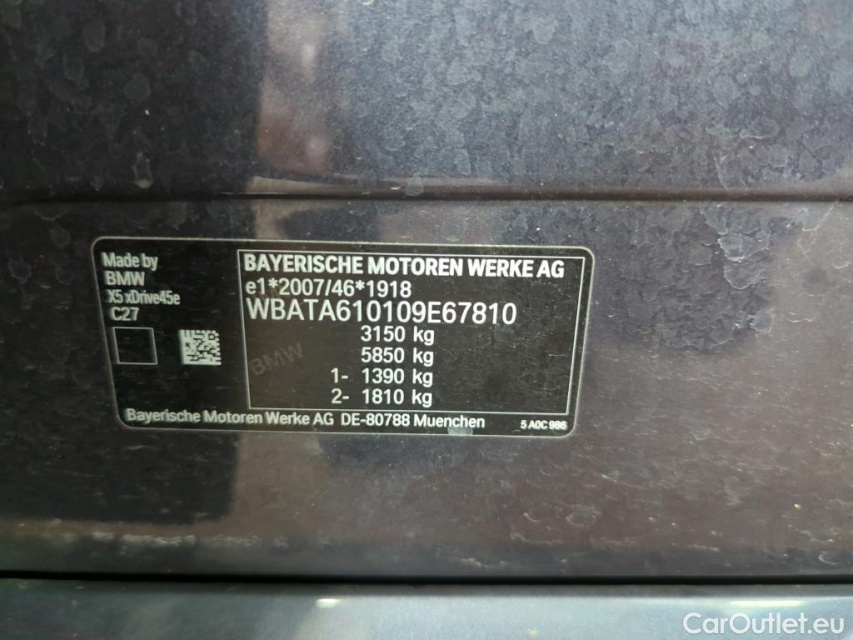 Made by
BMW
X5 xDrive45e
C27
BAYERISCHE MOTOREN WERKE AG
e1*2007/46*1918
WBATA610109E67810
3150 kg
5850 kg
1- 1390 kg
2- 1810 kg
BMW
Bayerische Motoren Werke AG DE-80788 Muenchen
5 A0C 986
CarOutlet.eu